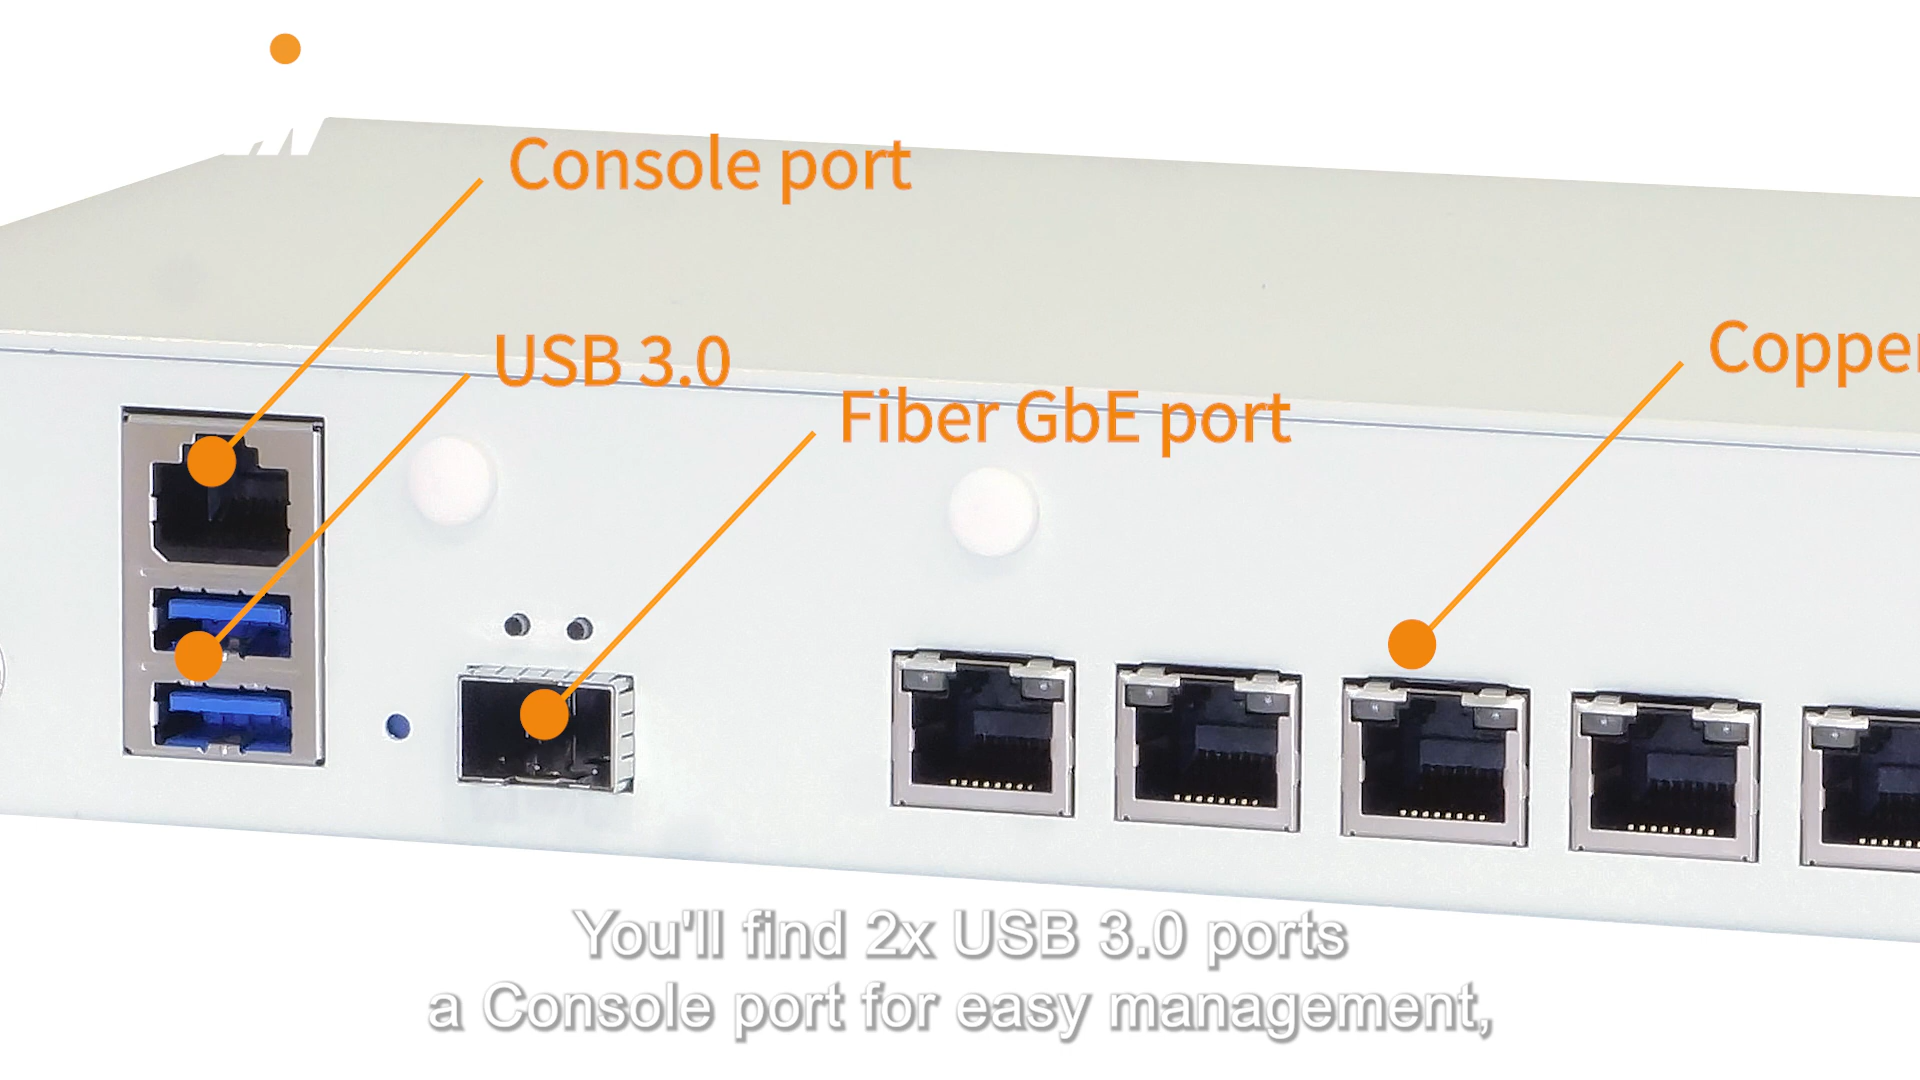 Console port
USB 3.0
Fiber GbE port
Copper
You'll find 2x USB 3.0 ports
a Console port for easy management,